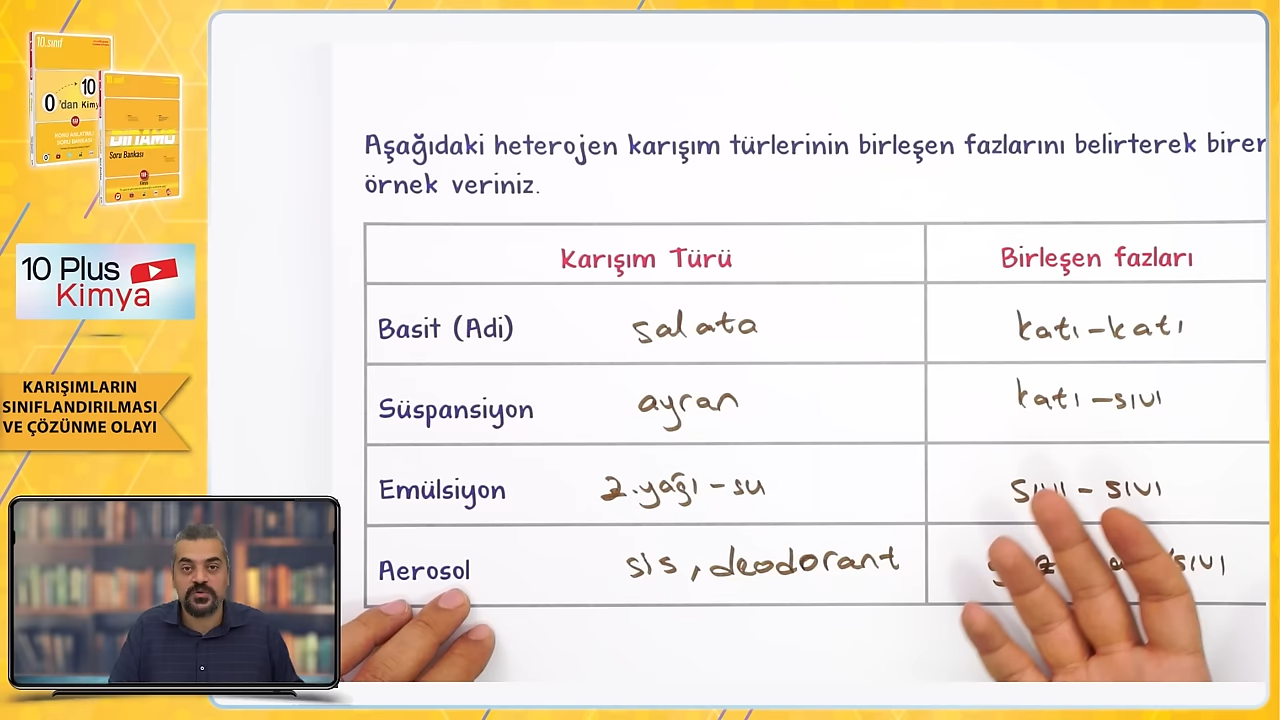 10.sınıf
0 'dan 10 Kimya
KONU ANLATIMLI
SORU BANKASI
DİNAMO
Soru Bankası
10 Plus
Kimya
KARIŞIMLARIN
SINIFLANDIRILMASI
VE ÇÖZÜNME OLAYI
Aşağıdaki heterojen karışım türlerinin birleşen fazlarını belirterek birer
örnek veriniz.
Karışım Türü Birleşen fazları
Basit (Adi) salata katı-katı
Süspansiyon ayran katı-sıvı
Emülsiyon z.yağı-su sıvı-sıvı
Aerosol sis, deodorant /sıvı